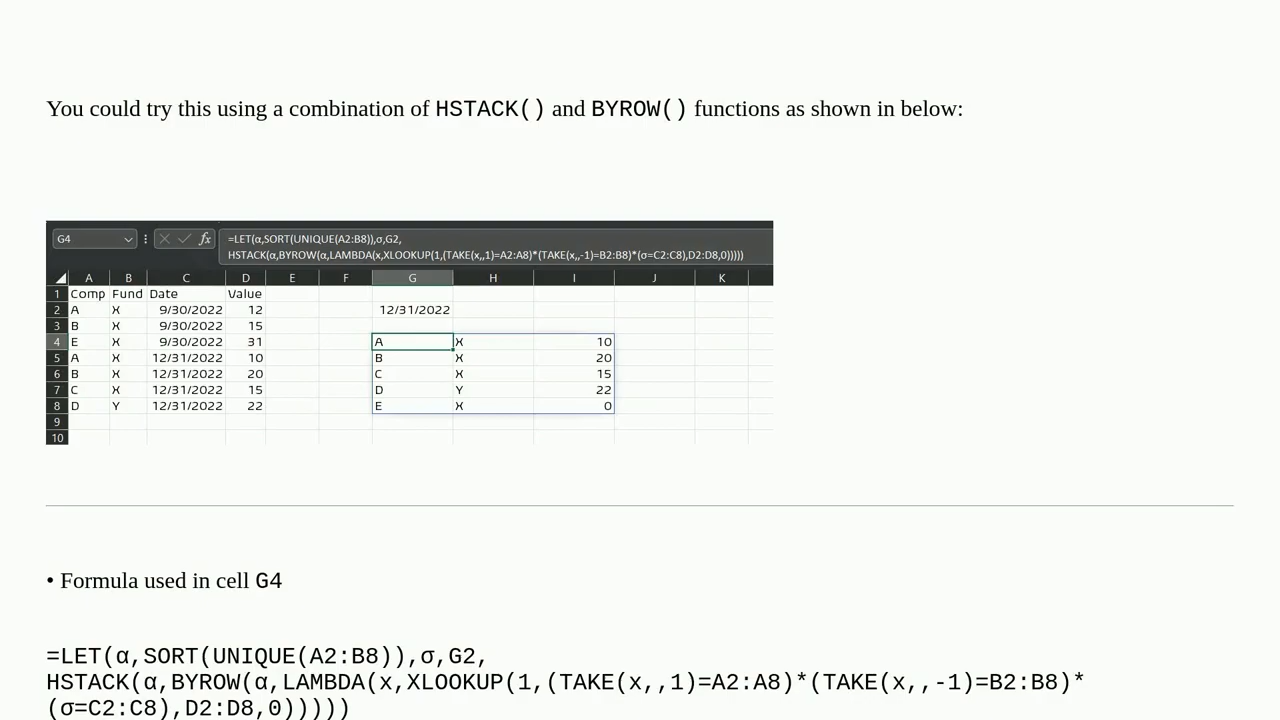 You could try this using a combination of HSTACK() and BYROW() functions as shown in below:
G4 fx =LET(α,SORT(UNIQUE(A2:B8)),σ,G2,
HSTACK(α,BYROW(α,LAMBDA(x,XLOOKUP(1,(TAKE(x,,1)=A2:A8)*(TAKE(x,,-1)=B2:B8)*(σ=C2:C8),D2:D8,0)))))
A B C D E F G H I J K
1 Comp Fund Date Value
2 A X 9/30/2022 12 12/31/2022
3 B X 9/30/2022 15
4 E X 9/30/2022 31 A X 10
5 A X 12/31/2022 10 B X 20
6 B X 12/31/2022 20 C X 15
7 C X 12/31/2022 15 D Y 22
8 D Y 12/31/2022 22 E X 0
9
10
• Formula used in cell G4
=LET(α,SORT(UNIQUE(A2:B8)),σ,G2,
HSTACK(α,BYROW(α,LAMBDA(x,XLOOKUP(1,(TAKE(x,,1)=A2:A8)*(TAKE(x,,-1)=B2:B8)*
(σ=C2:C8),D2:D8,0)))))